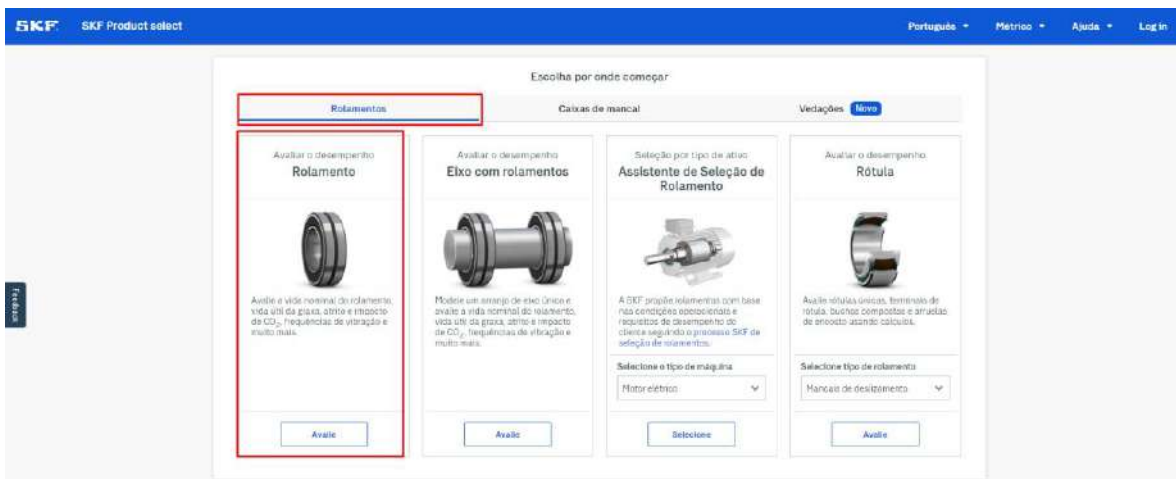 SKF. SKF Product select Português Métrico Ajuda Log in
Escolha por onde começar
Rolamentos Caixas de mancal Vedações Novo
Avaliar o desempenho
Rolamento
Avalie a vida nominal do rolamento,
vida útil da graxa, atrito e impacto
de CO₂, frequências de vibração e
muito mais.
Avalie
Avaliar o desempenho
Eixo com rolamentos
Modele um arranjo de eixo único e
avalie a vida nominal do rolamento,
vida útil da graxa, atrito e impacto
de CO₂, frequências de vibração e
muito mais.
Avalie
Seleção por tipo de ativo
Assistente de Seleção de
Rolamento
A SKF propõe rolamentos com base
nas condições operacionais e
requisitos de desempenho do
cliente seguindo o processo SKF de
seleção de rolamentos.
Selecione o tipo de máquina
Motor elétrico
Selecione
Avaliar o desempenho
Rótula
Avalie rótulas únicas, terminais de
rótula, buchas compostas e arruelas
de encosto usando cálculos.
Selecione tipo de rolamento
Mancais de deslizamento
Avalie
Feedback